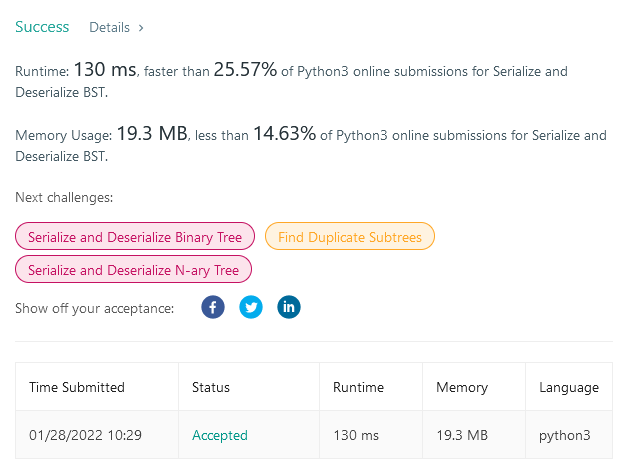 Success Details ›
Runtime: 130 ms, faster than 25.57% of Python3 online submissions for Serialize and
Deserialize BST.
Memory Usage: 19.3 MB, less than 14.63% of Python3 online submissions for Serialize and
Deserialize BST.
Next challenges:
Serialize and Deserialize Binary Tree Find Duplicate Subtrees
Serialize and Deserialize N-ary Tree
Show off your acceptance: f in
Time Submitted Status Runtime Memory Language
01/28/2022 10:29 Accepted 130 ms 19.3 MB python3